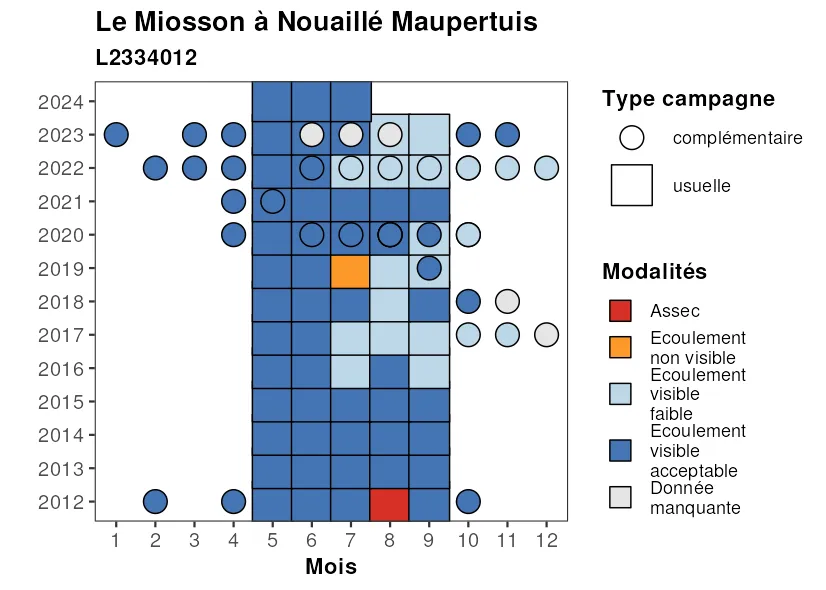 Le Miosson à Nouaillé Maupertuis
L2334012
2024
2023
2022
2021
2020
2019
2018
2017
2016
2015
2014
2013
2012
1 2 3 4 5 6 7 8 9 10 11 12
Mois
Type campagne
complémentaire
usuelle
Modalités
Assec
Ecoulement
non visible
Ecoulement
visible
faible
Ecoulement
visible
acceptable
Donnée
manquante